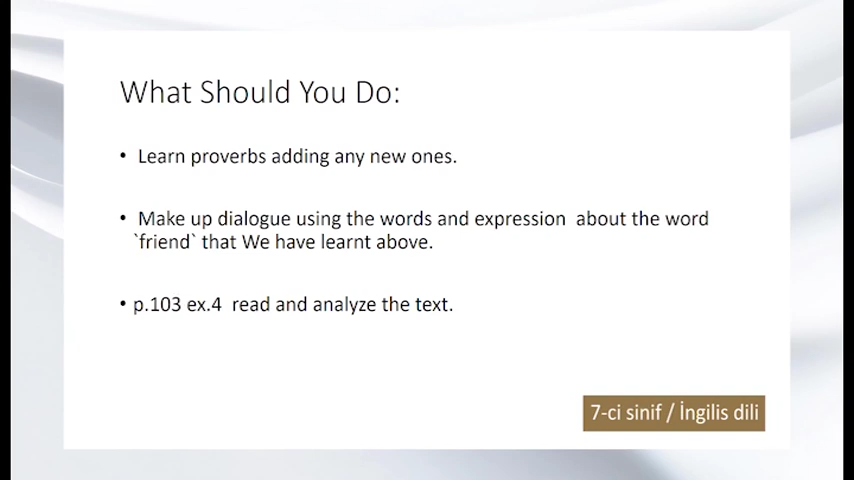 What Should You Do:
• Learn proverbs adding any new ones.
• Make up dialogue using the words and expression  about the word
`friend` that We have learnt above.
• p.103 ex.4  read and analyze the text.
7-ci sinif / İngilis dili